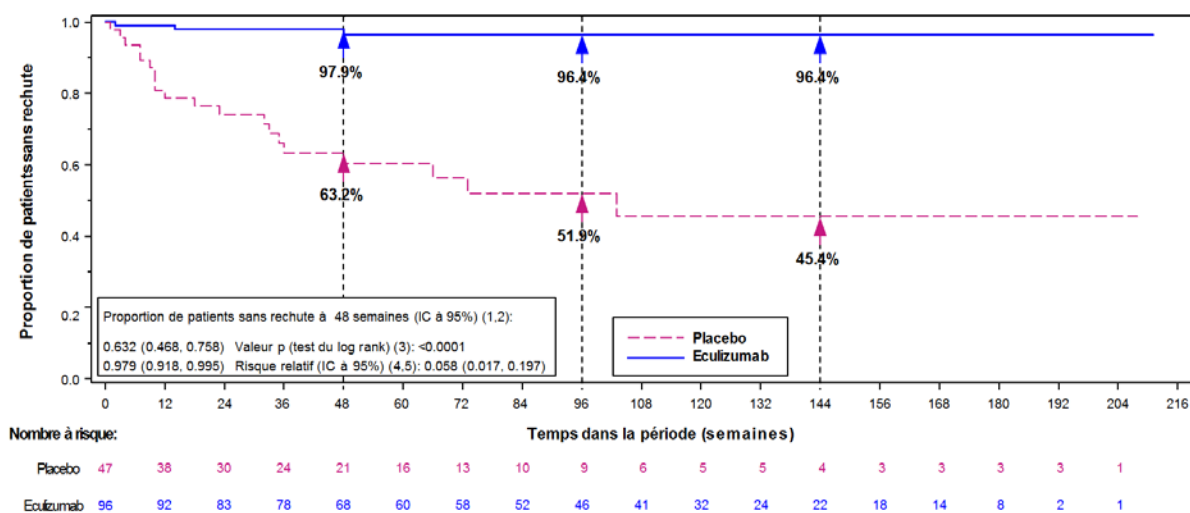 Proportion de patients sans rechute
1.0
0.8
0.6
0.4
0.2
0.0
97.9%
96.4%
96.4%
63.2%
51.9%
45.4%
Proportion de patients sans rechute à 48 semaines (IC à 95%) (1,2):
0.632 (0.468, 0.758) Valeur p (test du log rank) (3): <0.0001
0.979 (0.918, 0.995) Risque relatif (IC à 95%) (4,5): 0.058 (0.017, 0.197)
Placebo
Eculizumab
0 12 24 36 48 60 72 84 96 108 120 132 144 156 168 180 192 204 216
Nombre à risque: Temps dans la période (semaines)
Placebo 47 38 30 24 21 16 13 10 9 6 5 5 4 3 3 3 3 1
Eculizumab 96 92 83 78 68 60 58 52 46 41 32 24 22 18 14 8 2 1